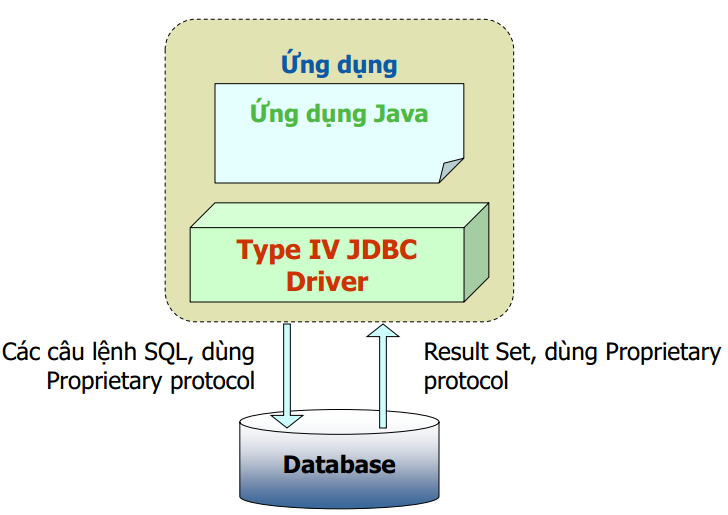 Ứng dụng
Ứng dụng Java
Type IV JDBC
Driver
Các câu lệnh SQL, dùng
Proprietary protocol
Result Set, dùng Proprietary
protocol
Database